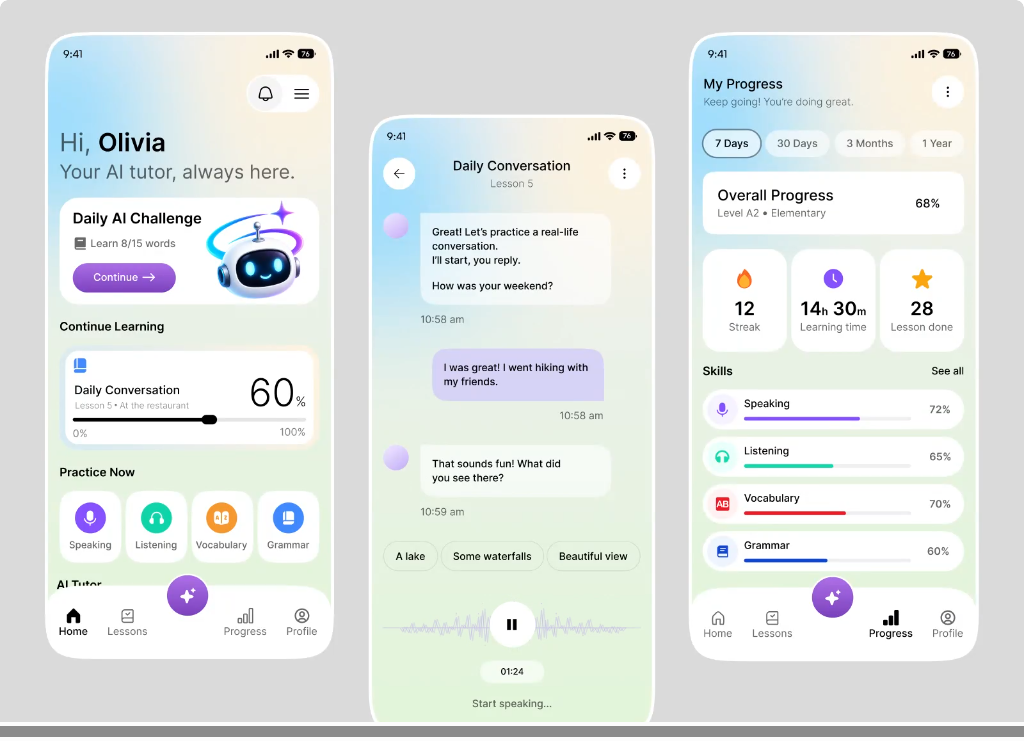 9:41
76
Hi, Olivia
Your AI tutor, always here.
Daily AI Challenge
Learn 8/15 words
Continue →
Continue Learning
Daily Conversation
Lesson 5 • At the restaurant
60%
0%
100%
Practice Now
Speaking
Listening
Vocabulary
Grammar
AI Tutor
Home
Lessons
Progress
Profile
9:41
76
Daily Conversation
Lesson 5
Great! Let's practice a real-life
conversation.
I'll start, you reply.
How was your weekend?
10:58 am
I was great! I went hiking with
my friends.
10:58 am
That sounds fun! What did
you see there?
10:59 am
A lake
Some waterfalls
Beautiful view
01:24
Start speaking...
9:41
76
My Progress
Keep going! You're doing great.
7 Days
30 Days
3 Months
1 Year
Overall Progress
Level A2 • Elementary
68%
12
Streak
14h 30m
Learning time
28
Lesson done
Skills
See all
Speaking
72%
Listening
65%
AB
Vocabulary
70%
Grammar
60%
Home
Lessons
Progress
Profile